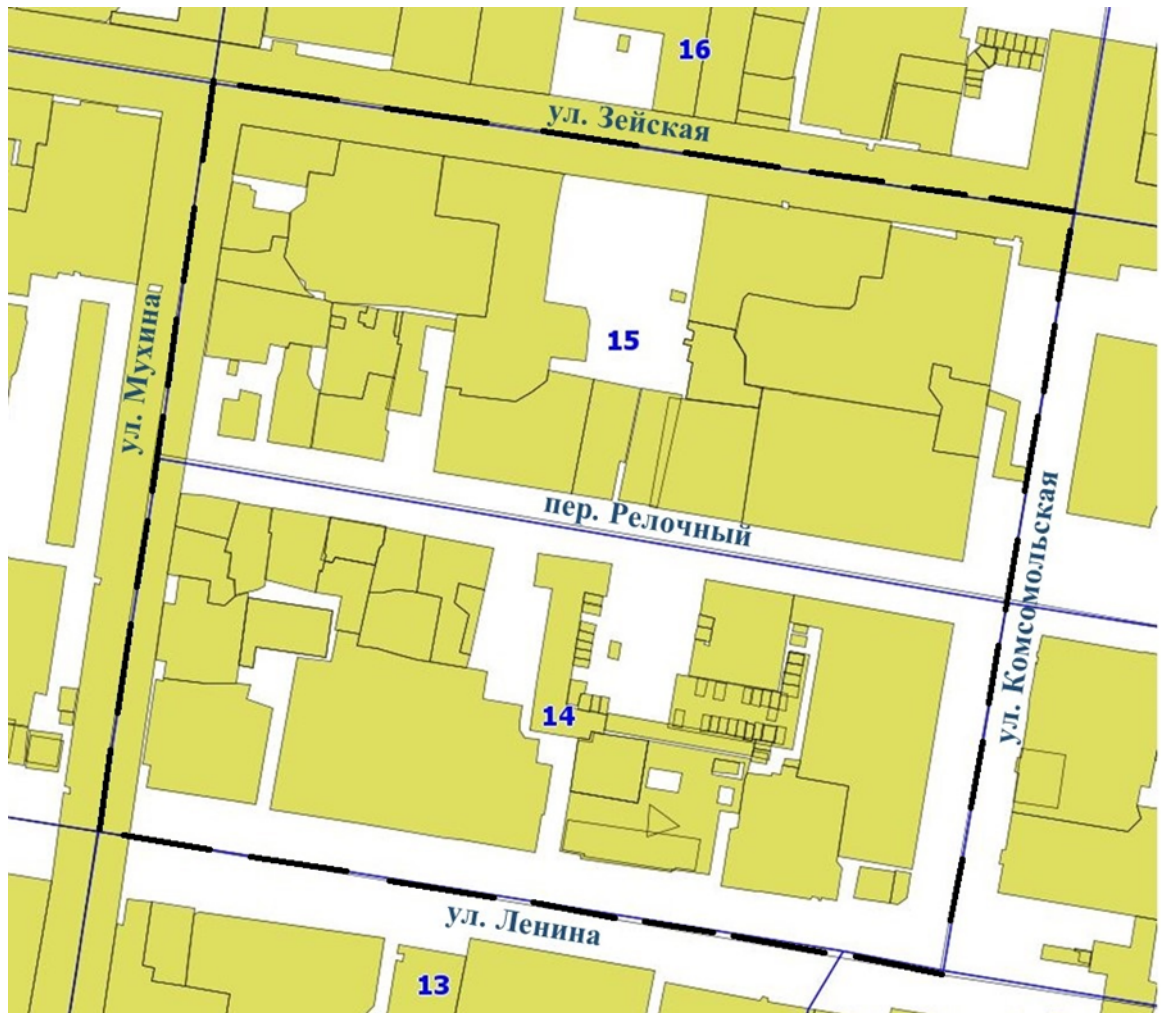 16
ул. Зейская
15
ул. Мухина
пер. Релочный
ул. Комсомольская
14
ул. Ленина
13